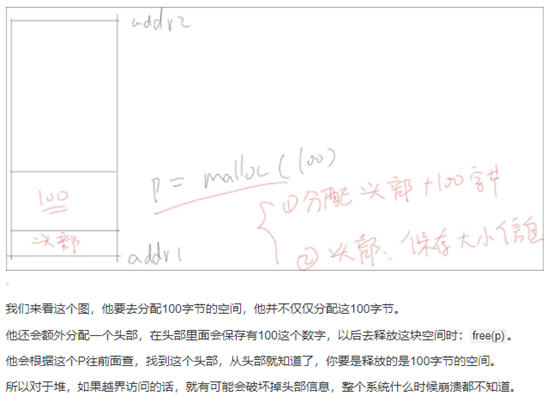 addr2
p = malloc(100)
100
①分配 头部 + 100字节
头部
②头部: 保存大小信息
addr1
我们来看这个图，他要去分配100字节的空间，他并不仅仅分配这100字节。
他还会额外分配一个头部，在头部里面会保存有100这个数字，以后去释放这块空间时：free(p)。
他会根据这个P往前面查，找到这个头部，从头部就知道了，你要是释放的是100字节的空间。
所以对于堆，如果越界访问的话，就有可能会破坏掉头部信息，整个系统什么时候崩溃都不知道。